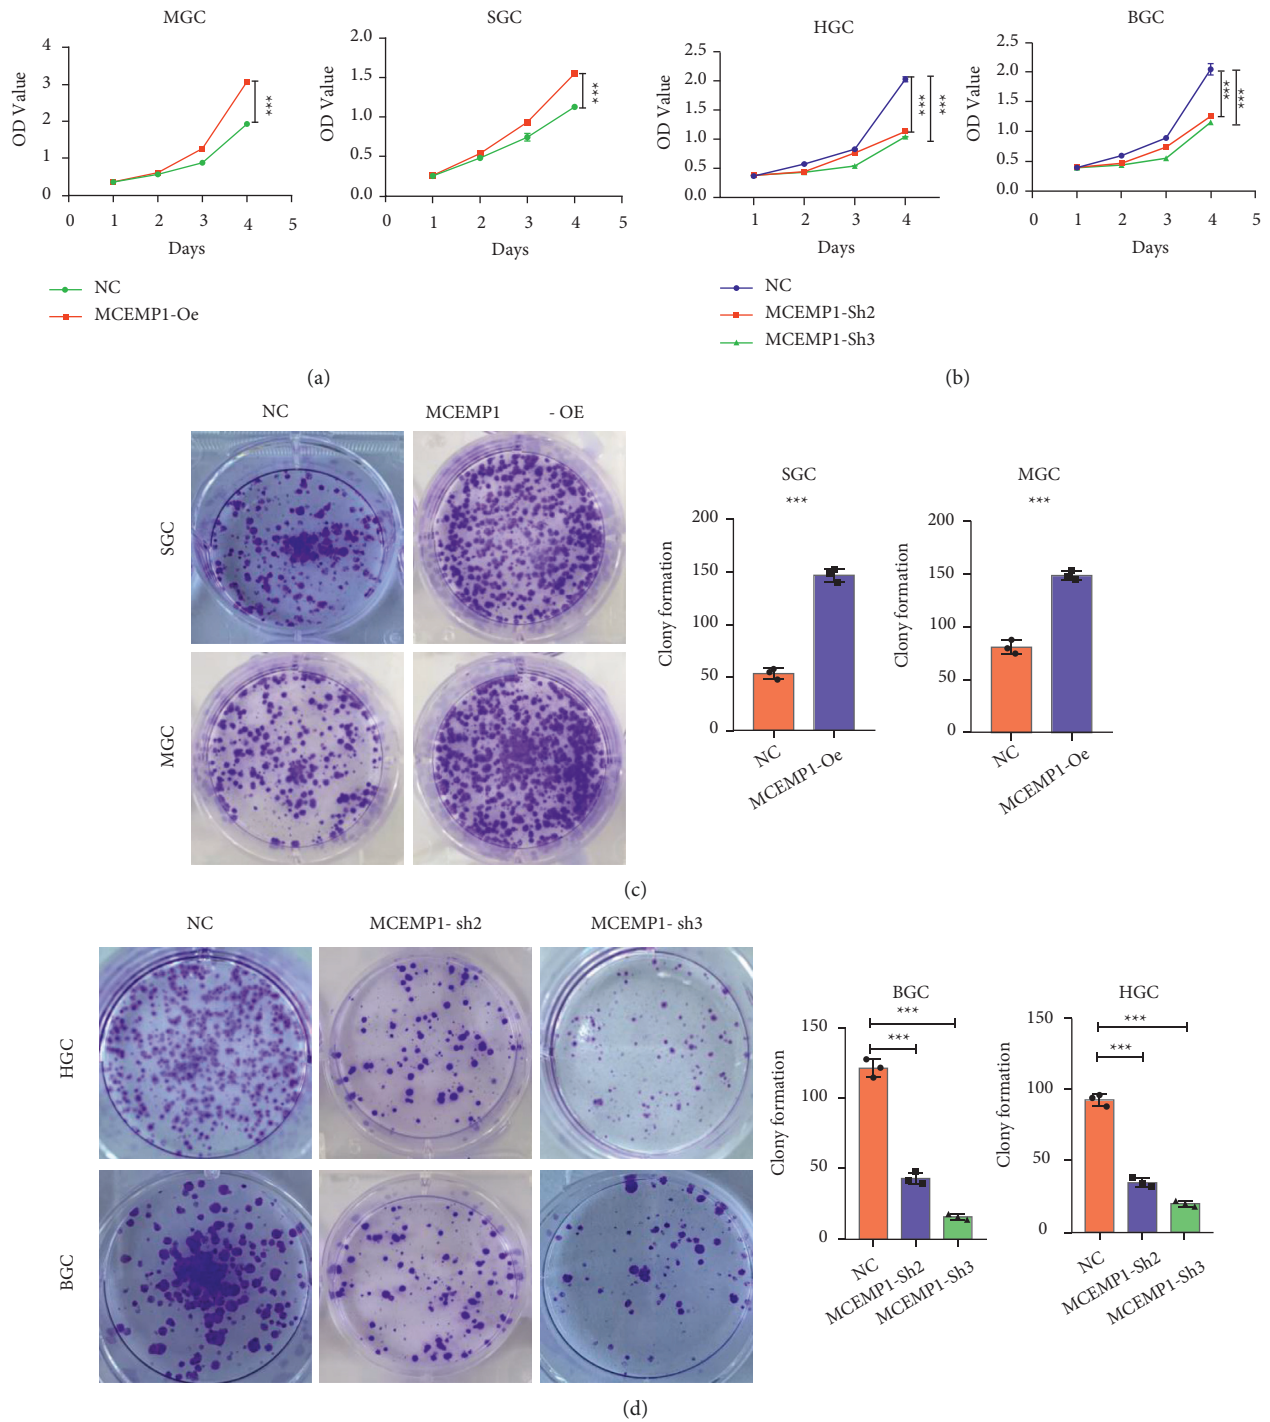 MGC
SGC
HGC
BGC
OD Value
4
3
2
1
0
0 1 2 3 4 5
Days
OD Value
2.0
1.5
1.0
0.5
0.0
0 1 2 3 4 5
Days
OD Value
2.5
2.0
1.5
1.0
0.5
0.0
1 2 3 4
Days
OD Value
2.5
2.0
1.5
1.0
0.5
0.0
0 1 2 3 4 5
Days
***
***
*** ***
*** ***
NC
MCEMP1-Oe
NC
MCEMP1-Sh2
MCEMP1-Sh3
(a)
(b)
NC
MCEMP1 - OE
SGC
MGC
SGC
***
Clony formation
200
150
100
50
0
NC
MCEMP1-Oe
MGC
***
Clony formation
200
150
100
50
0
NC
MCEMP1-Oe
(c)
NC
MCEMP1- sh2
MCEMP1- sh3
HGC
BGC
BGC
***
***
Clony formation
150
100
50
0
NC
MCEMP1-Sh2
MCEMP1-Sh3
HGC
***
***
Clony formation
150
100
50
0
NC
MCEMP1-Sh2
MCEMP1-Sh3
(d)